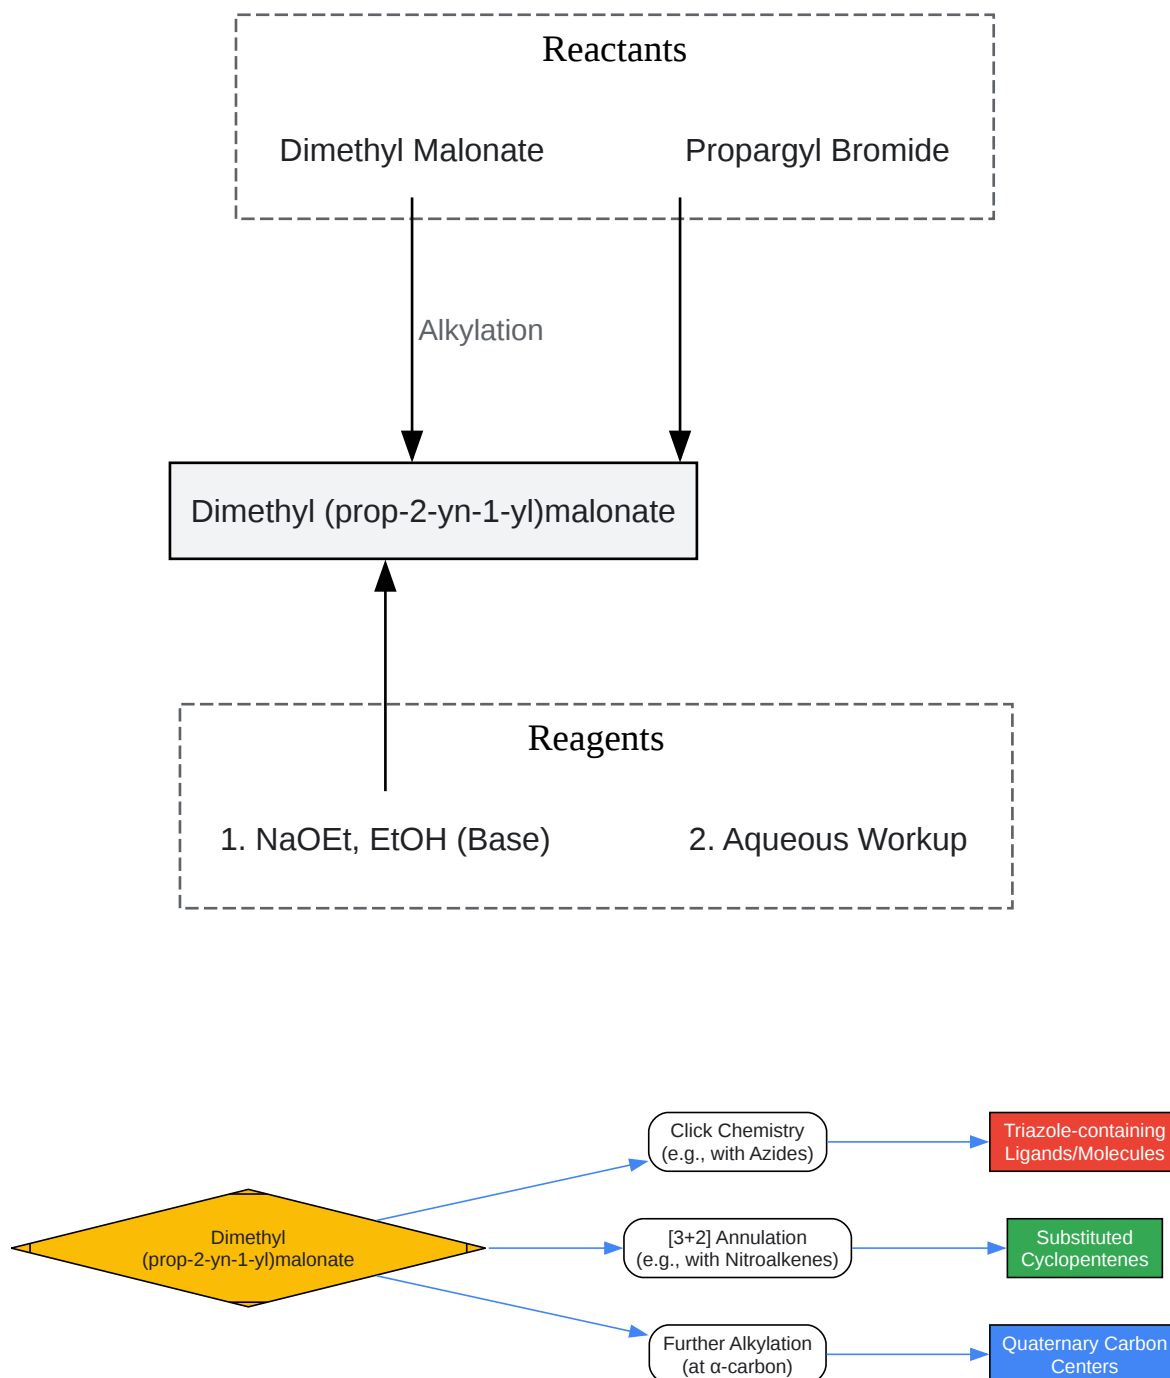 Reactants
Dimethyl Malonate
Propargyl Bromide
Alkylation
Dimethyl (prop-2-yn-1-yl)malonate
Reagents
1. NaOEt, EtOH (Base)
2. Aqueous Workup
Click Chemistry
(e.g., with Azides)
Triazole-containing
Ligands/Molecules
Dimethyl
(prop-2-yn-1-yl)malonate
[3+2] Annulation
(e.g., with Nitroalkenes)
Substituted
Cyclopentenes
Further Alkylation
(at α-carbon)
Quaternary Carbon
Centers